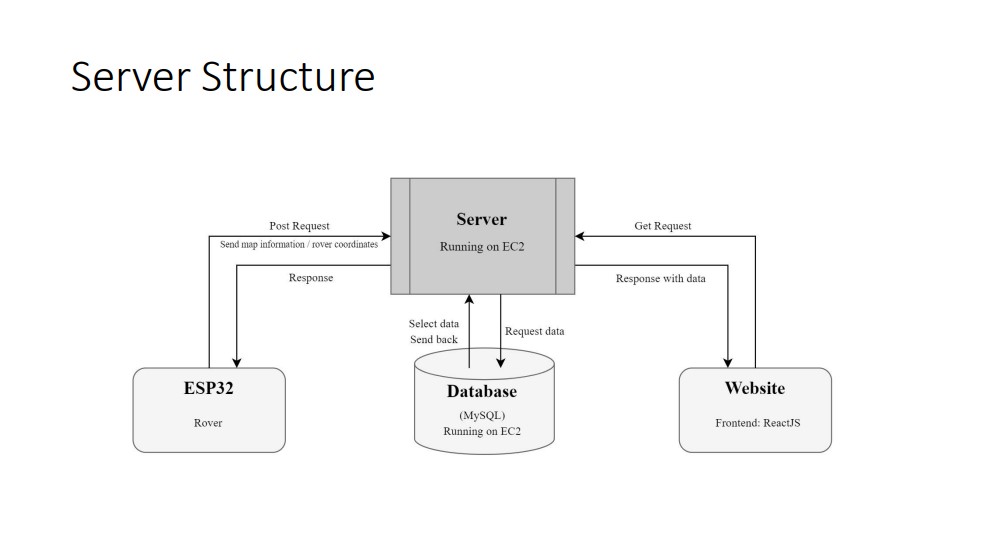 Server Structure
Server
Running on EC2
Post Request
Send map information / rover coordinates
Response
Get Request
Response with data
Select data
Send back
Request data
ESP32
Rover
Database
(MySQL)
Running on EC2
Website
Frontend: ReactJS